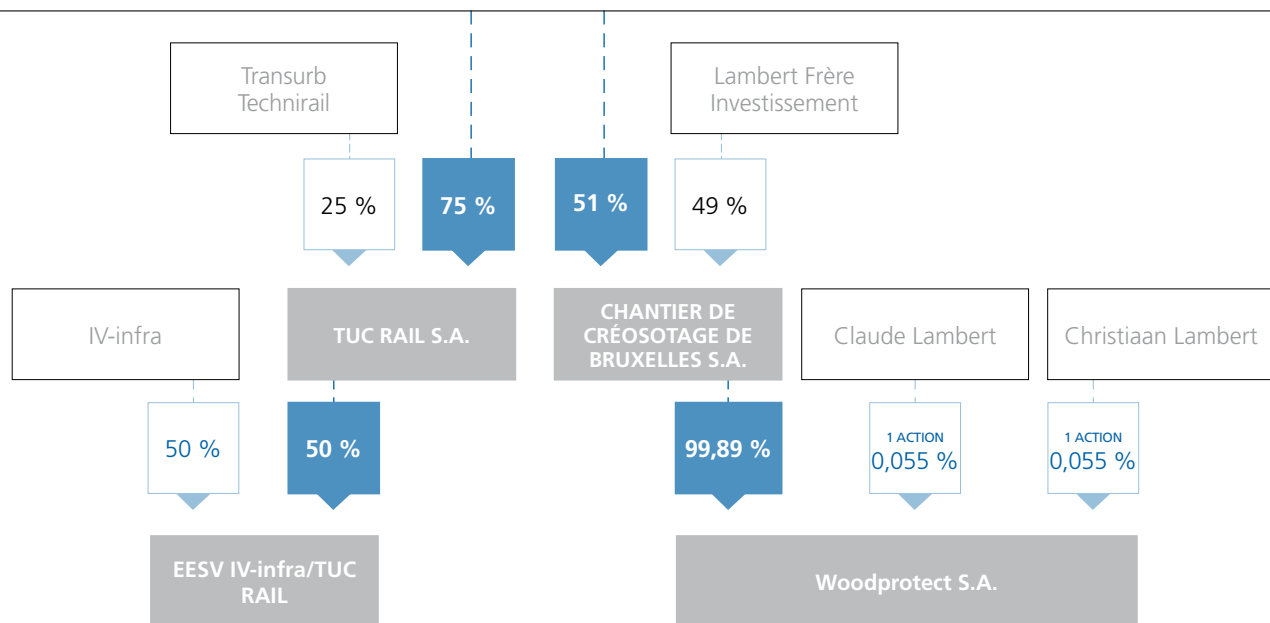 Transurb
Technirail
Lambert Frère
Investissement
25 %
75 %
51 %
49 %
IV-infra
TUC RAIL S.A.
CHANTIER DE
CRÉOSOTAGE DE
BRUXELLES S.A.
Claude Lambert
Christiaan Lambert
50 %
50 %
99,89 %
1 ACTION
0,055 %
1 ACTION
0,055 %
EESV IV-infra/TUC
RAIL
Woodprotect S.A.